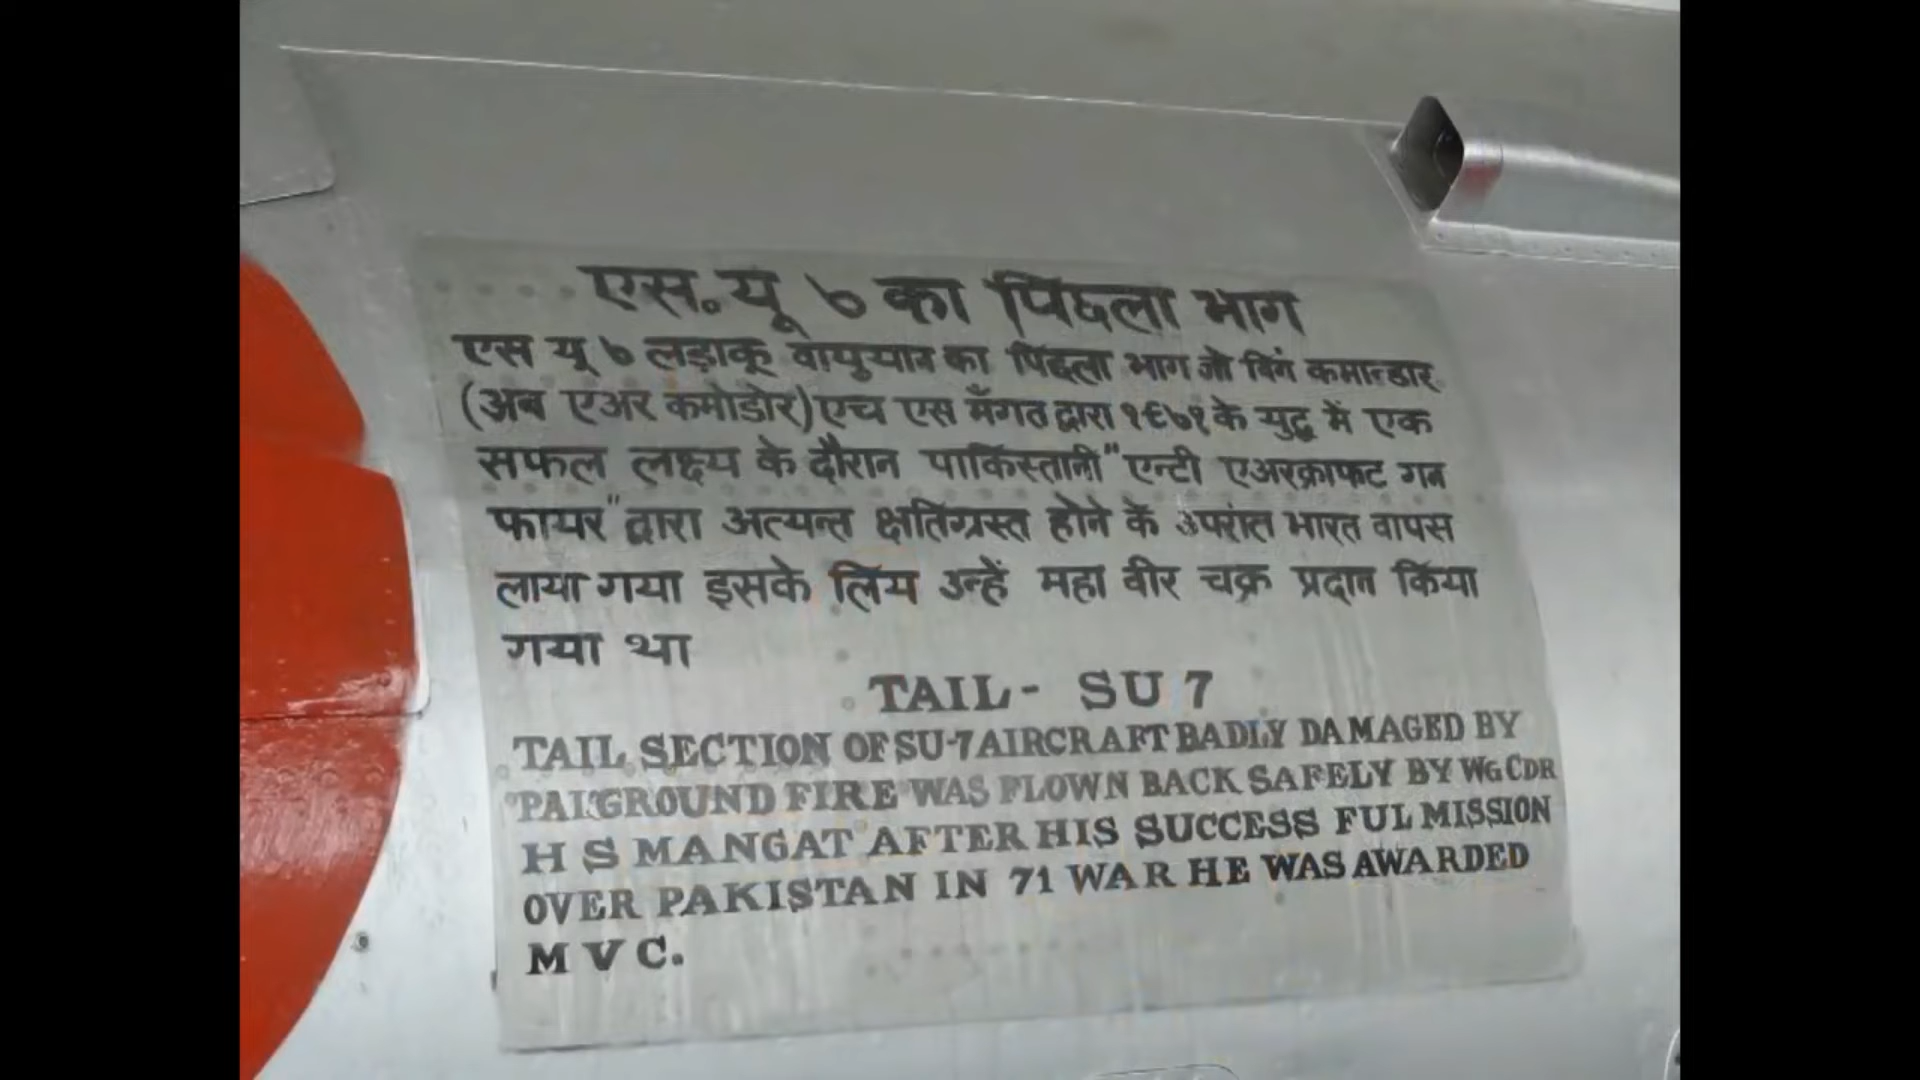 एस॰ यू ७ का पिछला भाग
एस यू ७ लड़ाकू वायुयान का पिछला भाग जो विगं कमान्डार
(अब एअर कमोडोर) एच एस मँगत द्वारा १९७१ के युद्ध में एक
सफल लक्ष्य के दौरान पाकिस्तानी "एन्टी एअरक्राफट गन
फायर" द्वारा अत्यन्त क्षतिग्रस्त होने के उपरांत भारत वापस
लाया गया इसके लिय उन्हें महा वीर चक्र प्रदान किया
गया था
TAIL- SU 7
TAIL SECTION OF SU-7 AIRCRAFT BADLY DAMAGED BY
GROUND FIRE WAS FLOWN BACK SAFELY BY WG CDR
H S MANGAT AFTER HIS SUCCESS FUL MISSION
OVER PAKISTAN IN 71 WAR HE WAS AWARDED
M V C.